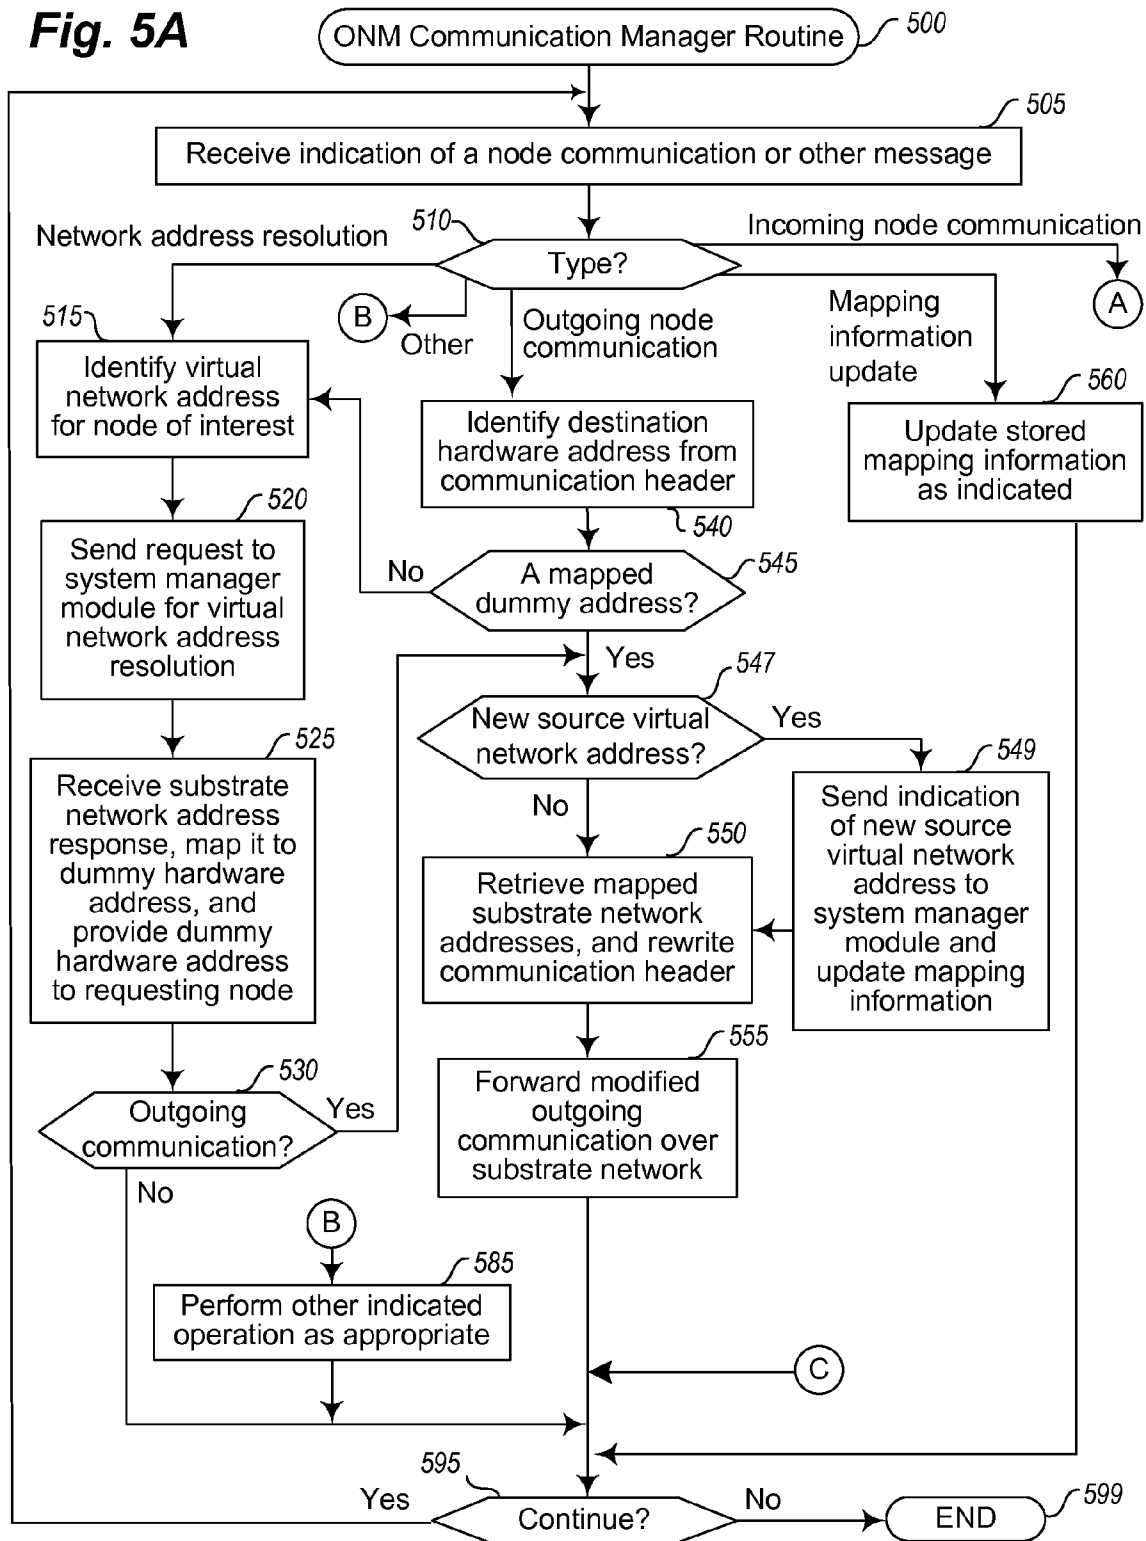 Fig. 5A
ONM Communication Manager Routine
500
505
Receive indication of a node communication or other message
510
Network address resolution
Incoming node communication
Type?
A
B
Other
Outgoing node
communication
Mapping
information
update
515
Identify virtual
network address
for node of interest
Identify destination
hardware address from
communication header
540
560
Update stored
mapping information
as indicated
520
Send request to
system manager
module for virtual
network address
resolution
No
A mapped
dummy address?
545
Yes
547
New source virtual
network address?
Yes
No
525
Receive substrate
network address
response, map it to
dummy hardware
address, and
provide dummy
hardware address
to requesting node
549
Send indication
of new source
virtual network
address to
system manager
module and
update mapping
information
550
Retrieve mapped
substrate network
addresses, and rewrite
communication header
555
Forward modified
outgoing
communication over
substrate network
530
Outgoing
communication?
Yes
No
B
585
Perform other indicated
operation as appropriate
C
595
Yes
Continue?
No
END
599